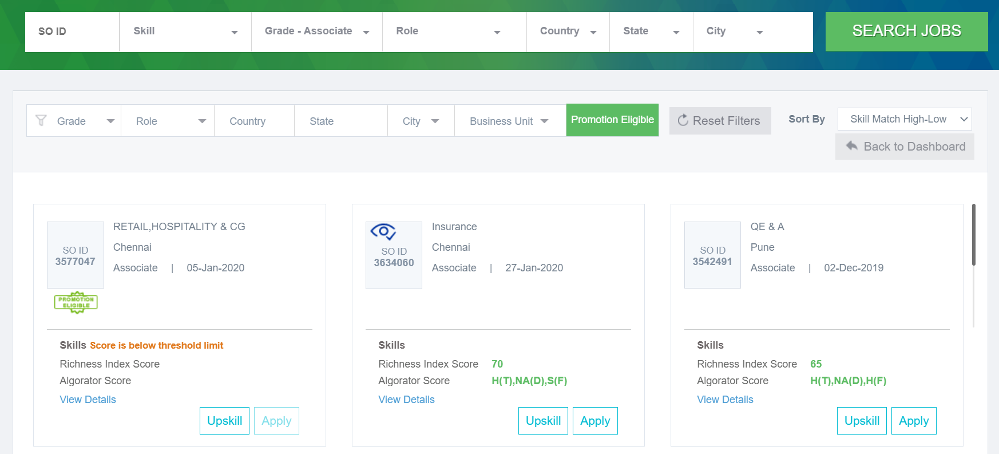 SO ID Skill Grade - Associate Role Country State City SEARCH JOBS
Grade Role Country State City Business Unit Promotion Eligible Reset Filters Sort By Skill Match High-Low
Back to Dashboard
SO ID
3577047
RETAIL,HOSPITALITY & CG
Chennai
Associate | 05-Jan-2020
PROMOTION
ELIGIBLE
Skills Score is below threshold limit
Richness Index Score
Algorator Score
View Details
Upskill Apply
SO ID
3634060
Insurance
Chennai
Associate | 27-Jan-2020
Skills
Richness Index Score 70
Algorator Score H(T),NA(D),S(F)
View Details
Upskill Apply
SO ID
3542491
QE & A
Pune
Associate | 02-Dec-2019
Skills
Richness Index Score 65
Algorator Score H(T),NA(D),H(F)
View Details
Upskill Apply